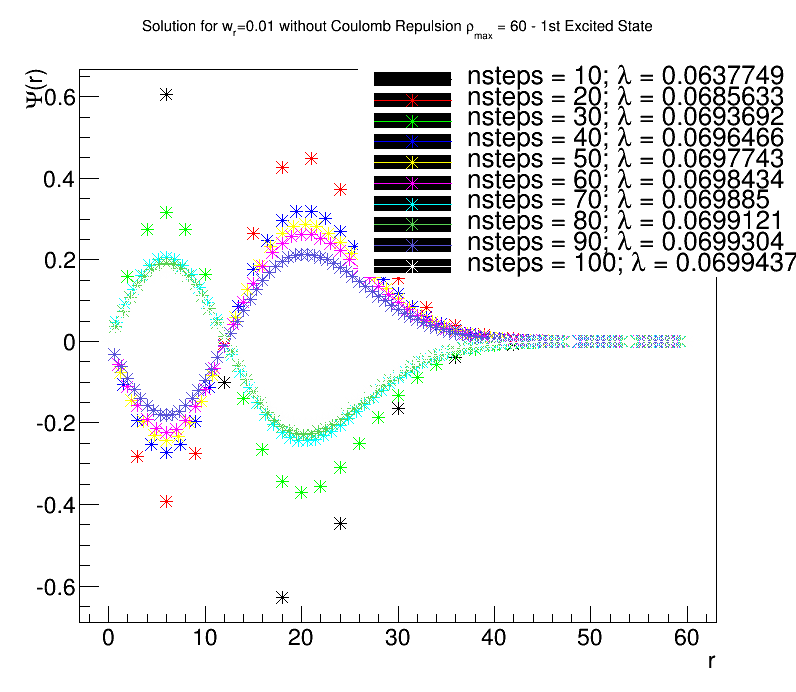 Solution for wr=0.01 without Coulomb Repulsion ρmax = 60 - 1st Excited State
Ψ(r)
nsteps = 10; λ = 0.0637749
nsteps = 20; λ = 0.0685633
nsteps = 30; λ = 0.0693692
nsteps = 40; λ = 0.0696466
nsteps = 50; λ = 0.0697743
nsteps = 60; λ = 0.0698434
nsteps = 70; λ = 0.069885
nsteps = 80; λ = 0.0699121
nsteps = 90; λ = 0.0699304
nsteps = 100; λ = 0.0699437
0.6
0.4
0.2
0
-0.2
-0.4
-0.6
0 10 20 30 40 50 60
r